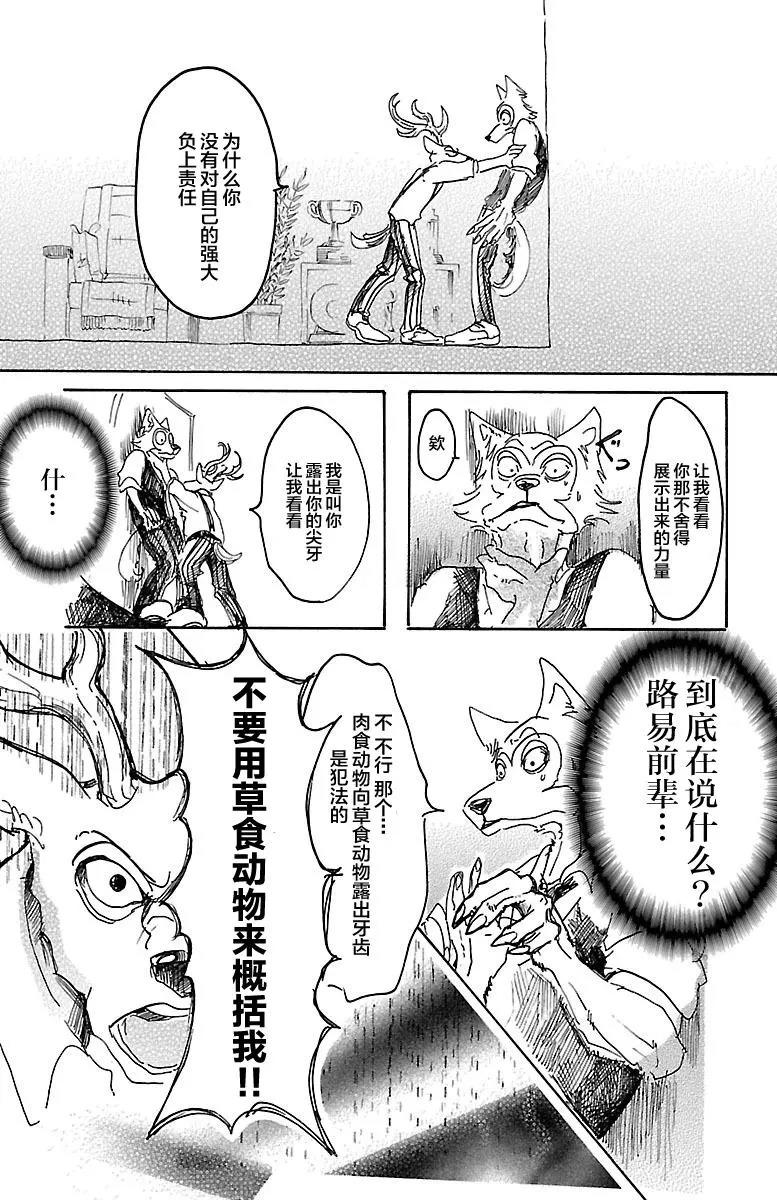 为什么你
没有对自己的强大
负上责任
让我看看
你那不舍得
展示出来的力量
欸
我是叫你
露出你的尖牙
让我看看
什…
到底在说什么？
路易前辈…
不 不行 那个…
肉食动物向草食动物露出牙齿
是犯法的
不要用草食动物来概括我!!